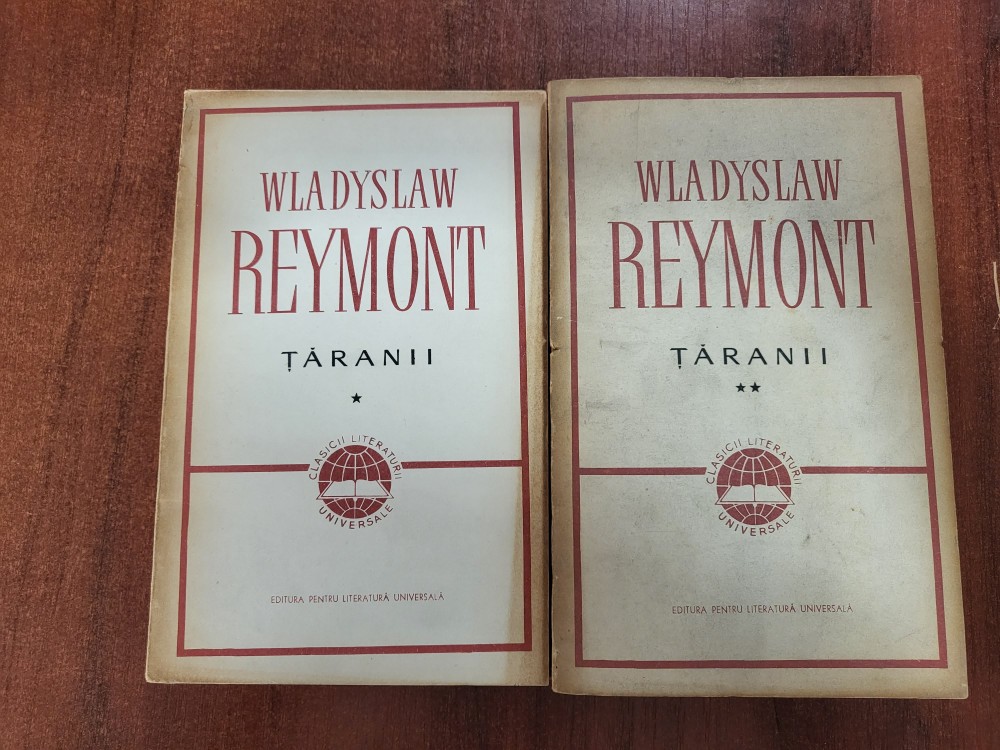 WLADYSLAW
REYMONT
ȚĂRANII
★
CLASICII LITERATURII
UNIVERSALE
EDITURA PENTRU LITERATURĂ UNIVERSALĂ
WLADYSLAW
REYMONT
ȚĂRANII
★★
CLASICII LITERATURII
UNIVERSALE
EDITURA PENTRU LITERATURĂ UNIVERSALĂ